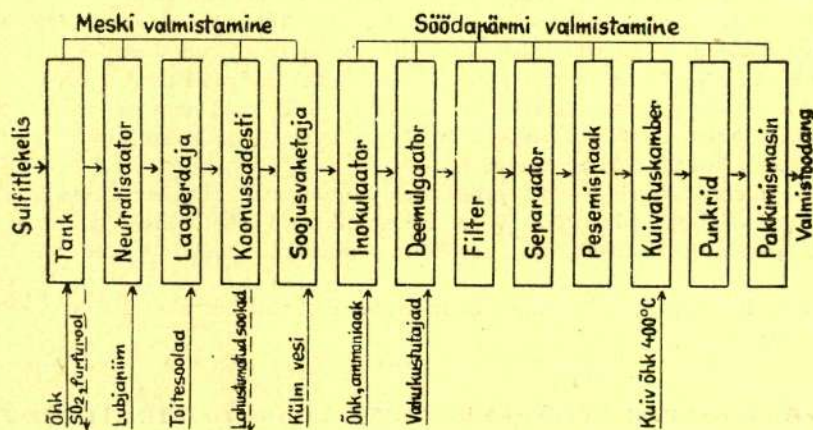 Meski valmistamine
Söödapärmi valmistamine
Sulfitlekelis
Tank
Neutralisaator
Laagerdaja
Koonussadesti
Soojusvahetaja
Inokulaator
Deemulgaator
Filter
Separaator
Pesemispaak
Kuivatuskamber
Punkrid
Pakkimismasin
Valmistoodang
Õhk
SO₂, furfurool
Lubjapiim
Toitesoolad
Lahustumatud soolad
Külm vesi
Õhk, ammoniaak
Vahukustutajad
Kuiv õhk 400°C